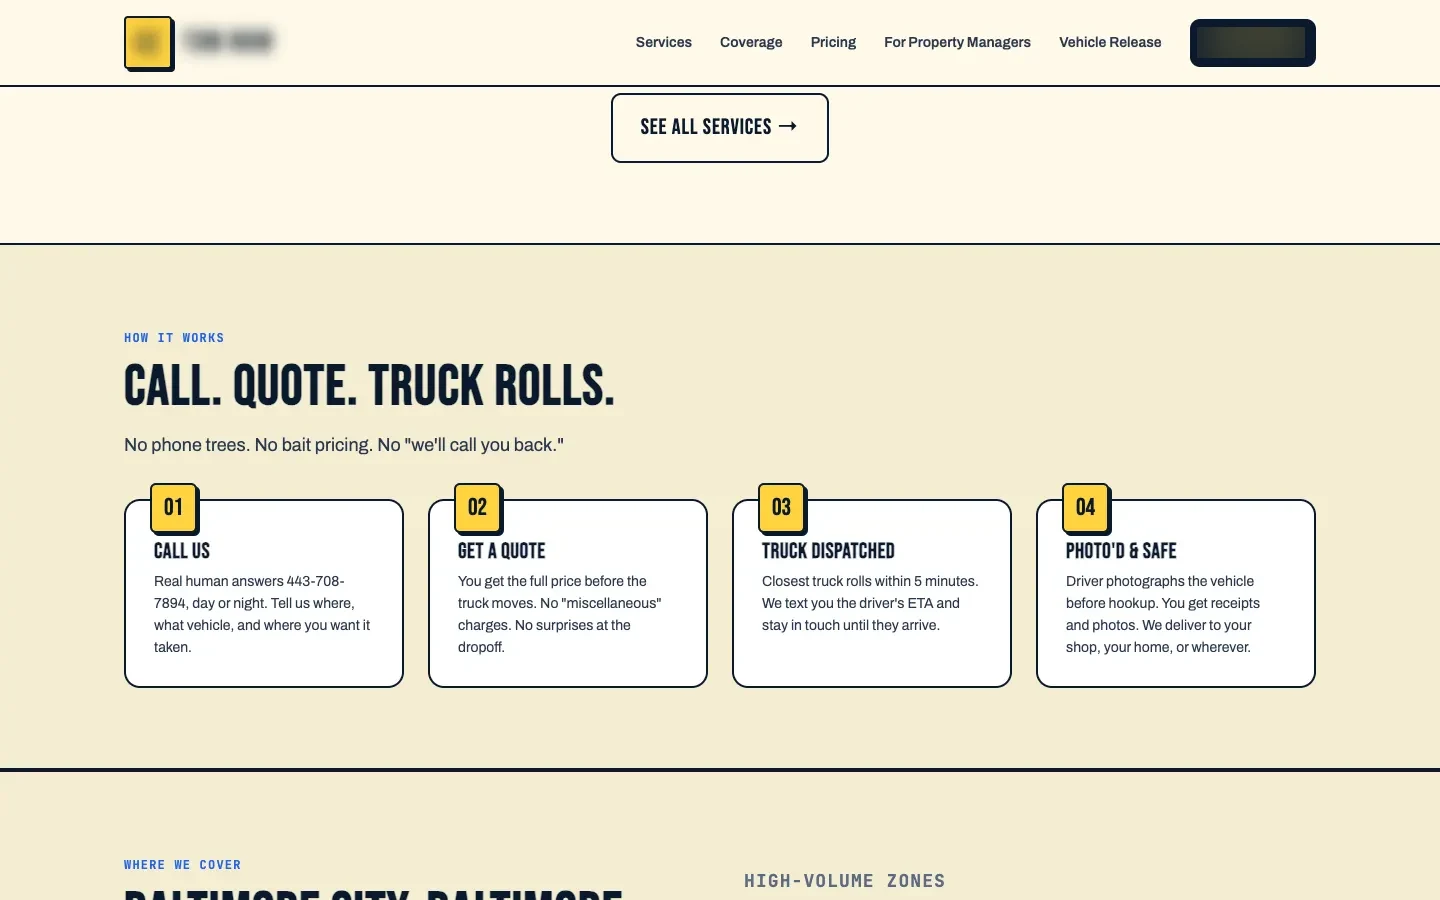 Services
Coverage
Pricing
For Property Managers
Vehicle Release
SEE ALL SERVICES →
HOW IT WORKS
CALL. QUOTE. TRUCK ROLLS.
No phone trees. No bait pricing. No "we'll call you back."
01
CALL US
Real human answers 443-708-
7894, day or night. Tell us where,
what vehicle, and where you want it
taken.
02
GET A QUOTE
You get the full price before the
truck moves. No "miscellaneous"
charges. No surprises at the
dropoff.
03
TRUCK DISPATCHED
Closest truck rolls within 5 minutes.
We text you the driver's ETA and
stay in touch until they arrive.
04
PHOTO'D & SAFE
Driver photographs the vehicle
before hookup. You get receipts
and photos. We deliver to your
shop, your home, or wherever.
WHERE WE COVER
BALTIMORE CITY. BALTIMORE
HIGH-VOLUME ZONES